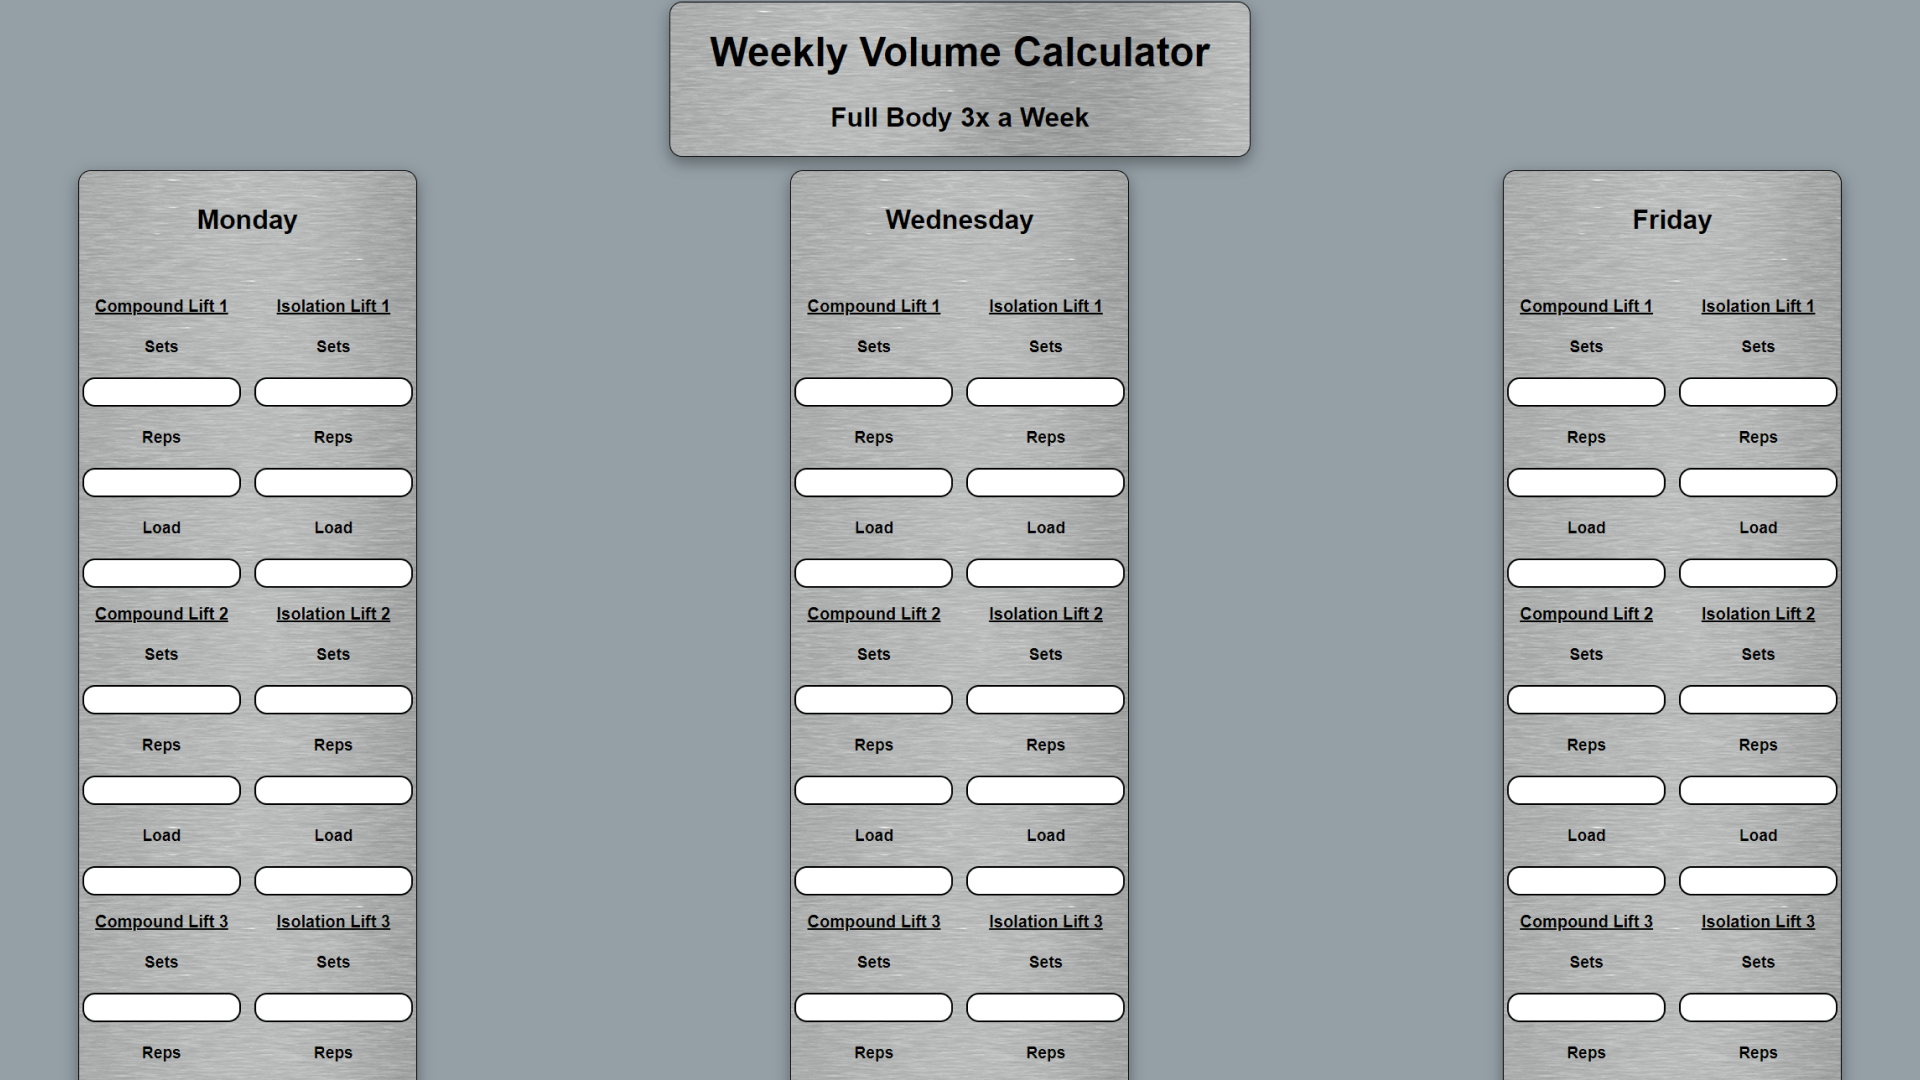 Weekly Volume Calculator
Full Body 3x a Week
Monday
Compound Lift 1 Isolation Lift 1
Sets Sets
Reps Reps
Load Load
Compound Lift 2 Isolation Lift 2
Sets Sets
Reps Reps
Load Load
Compound Lift 3 Isolation Lift 3
Sets Sets
Reps Reps
Wednesday
Compound Lift 1 Isolation Lift 1
Sets Sets
Reps Reps
Load Load
Compound Lift 2 Isolation Lift 2
Sets Sets
Reps Reps
Load Load
Compound Lift 3 Isolation Lift 3
Sets Sets
Reps Reps
Friday
Compound Lift 1 Isolation Lift 1
Sets Sets
Reps Reps
Load Load
Compound Lift 2 Isolation Lift 2
Sets Sets
Reps Reps
Load Load
Compound Lift 3 Isolation Lift 3
Sets Sets
Reps Reps